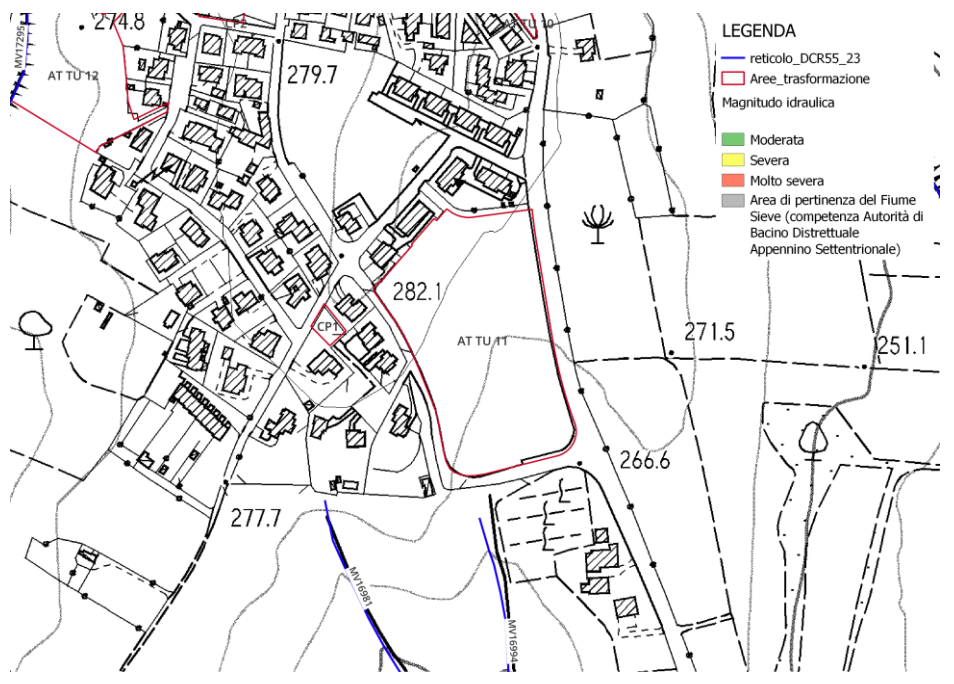 274.8
CP2
AT TU 10
MV17295
AT TU 12
279.7
LEGENDA
reticolo_DCR55_23
Aree_trasformazione
Magnitudo idraulica
Moderata
Severa
Molto severa
Area di pertinenza del Fiume
Sieve (competenza Autorità di
Bacino Distrettuale
Appennino Settentrionale)
282.1
CP1
AT TU 11
271.5
251.1
266.6
277.7
MV16981
MV16994